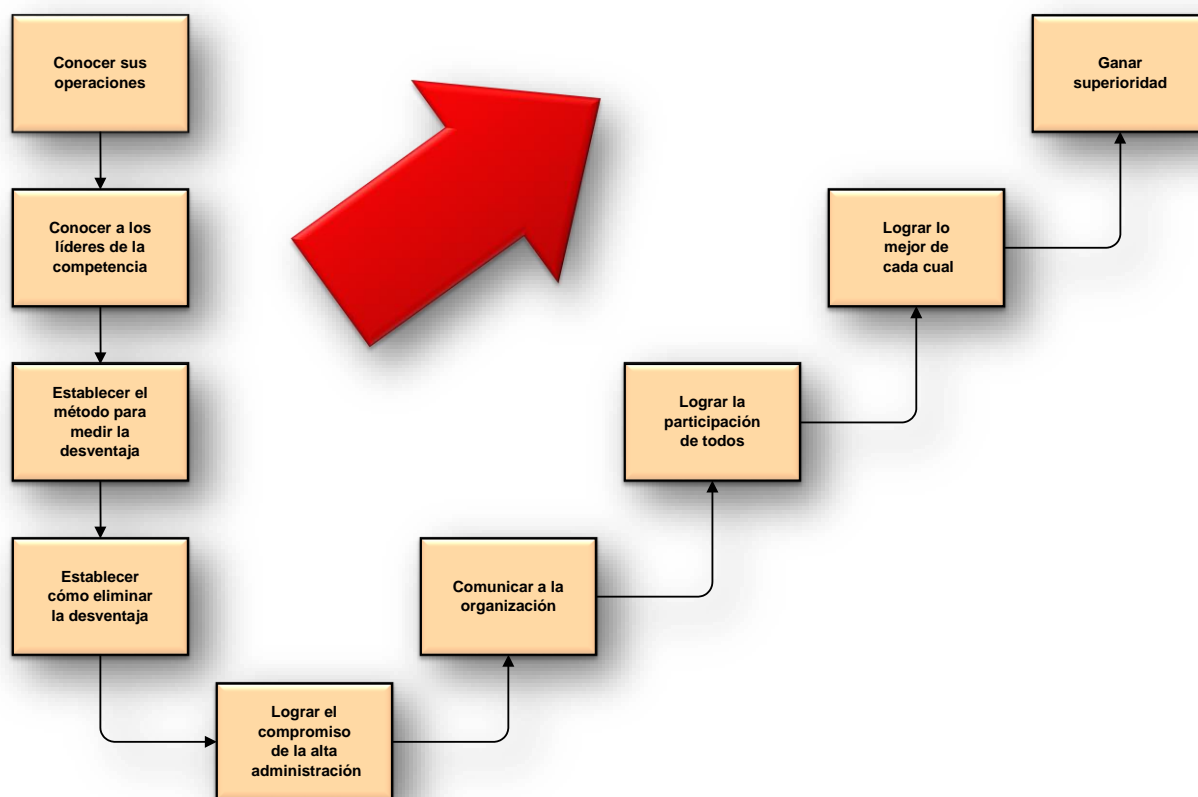 Conocer sus
operaciones
Conocer a los
líderes de la
competencia
Establecer el
método para
medir la
desventaja
Establecer
cómo eliminar
la desventaja
Lograr el
compromiso
de la alta
administración
Comunicar a la
organización
Lograr la
participación
de todos
Lograr lo
mejor de
cada cual
Ganar
superioridad